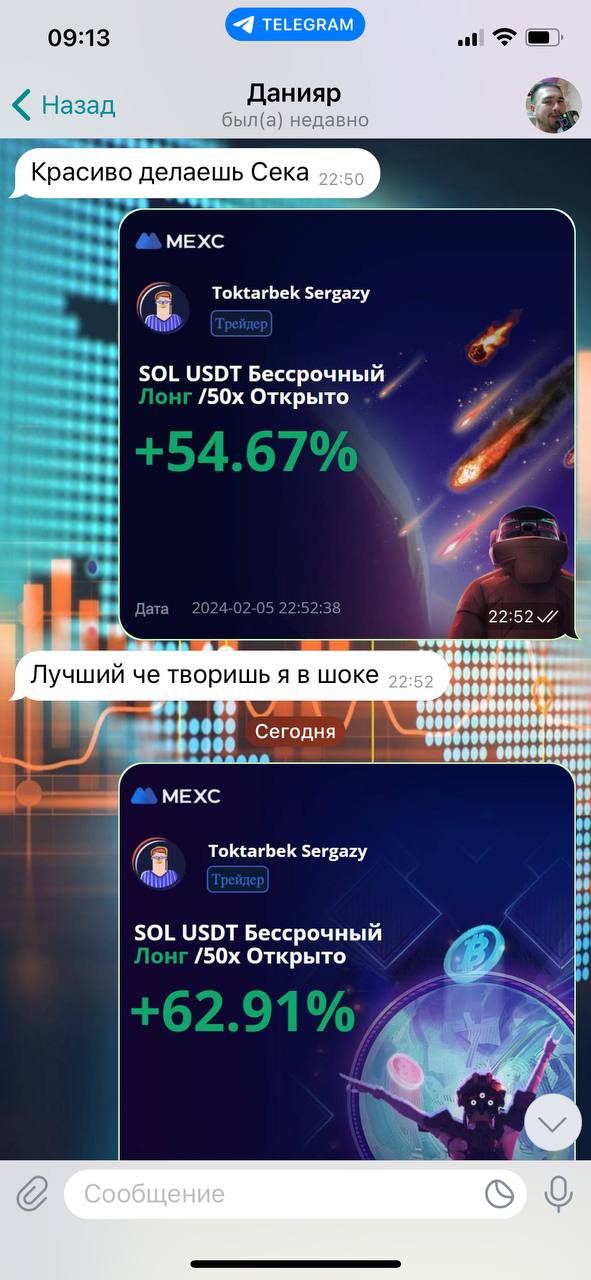 09:13
TELEGRAM
Назад
Данияр
был(а) недавно
Красиво делаешь Сека 22:50
MEXC
Toktarbek Sergazy
Трейдер
SOL USDT Бессрочный
Лонг /50x Открыто
+54.67%
Дата 2024-02-05 22:52:38
22:52
Лучший че творишь я в шоке 22:52
Сегодня
MEXC
Toktarbek Sergazy
Трейдер
SOL USDT Бессрочный
Лонг /50x Открыто
+62.91%
Сообщение